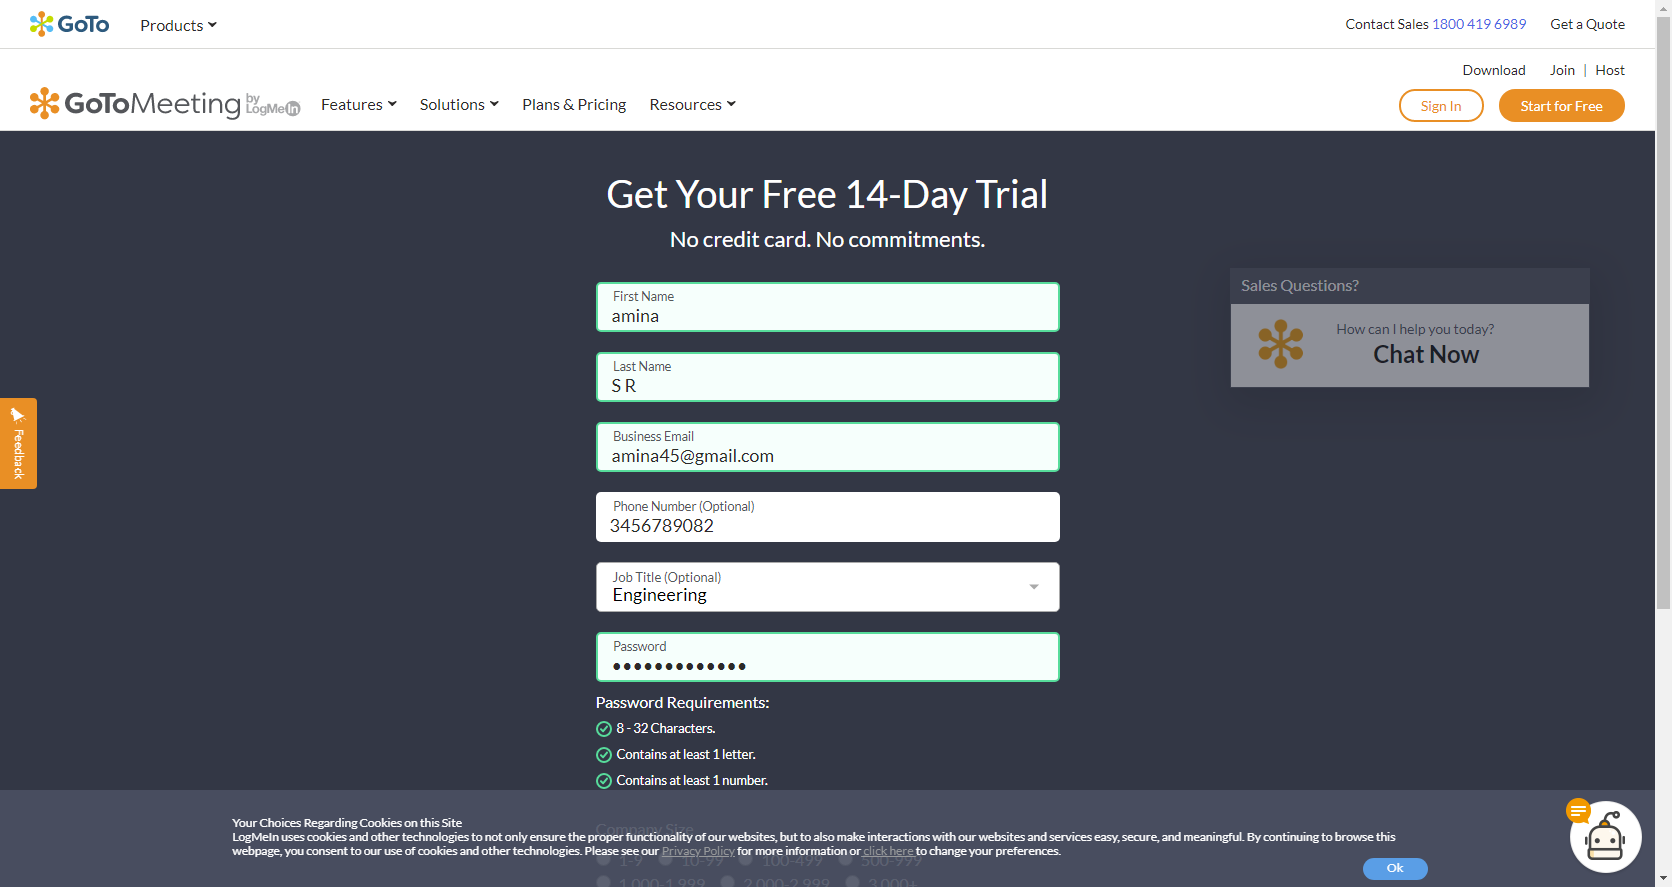 GoTo
Products
Contact Sales 1800 419 6989
Get a Quote
Download
Join | Host
GoToMeeting by LogMeIn
Features
Solutions
Plans & Pricing
Resources
Sign In
Start for Free
Get Your Free 14-Day Trial
No credit card. No commitments.
First Name
amina
Last Name
S R
Business Email
amina45@gmail.com
Phone Number (Optional)
3456789082
Job Title (Optional)
Engineering
Password
•••••••••••••
Password Requirements:
8 - 32 Characters.
Contains at least 1 letter.
Contains at least 1 number.
Sales Questions?
How can I help you today?
Chat Now
Feedback
Your Choices Regarding Cookies on this Site
LogMeIn uses cookies and other technologies to not only ensure the proper functionality of our websites, but to also make interactions with our websites and services easy, secure, and meaningful. By continuing to browse this
webpage, you consent to our use of cookies and other technologies. Please see our Privacy Policy for more information or click here to change your preferences.
Ok
Company Size
1-9
10-99
100-499
500-999
1,000-1,999
2,000-2,999
3,000+